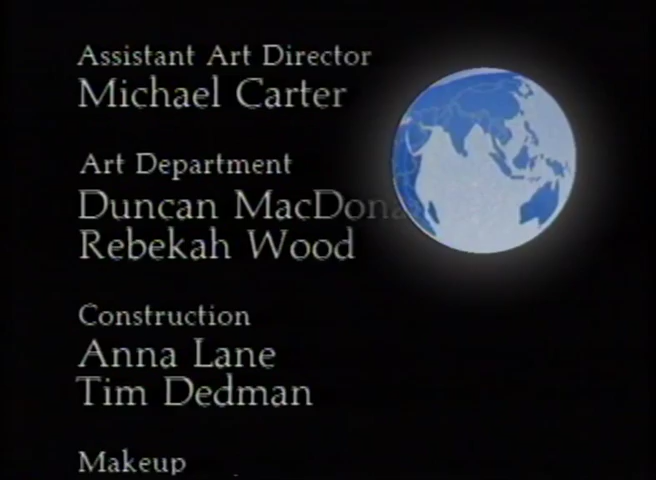 Assistant Art Director
Michael Carter
Art Department
Duncan MacDona
Rebekah Wood
Construction
Anna Lane
Tim Dedman
Makeup